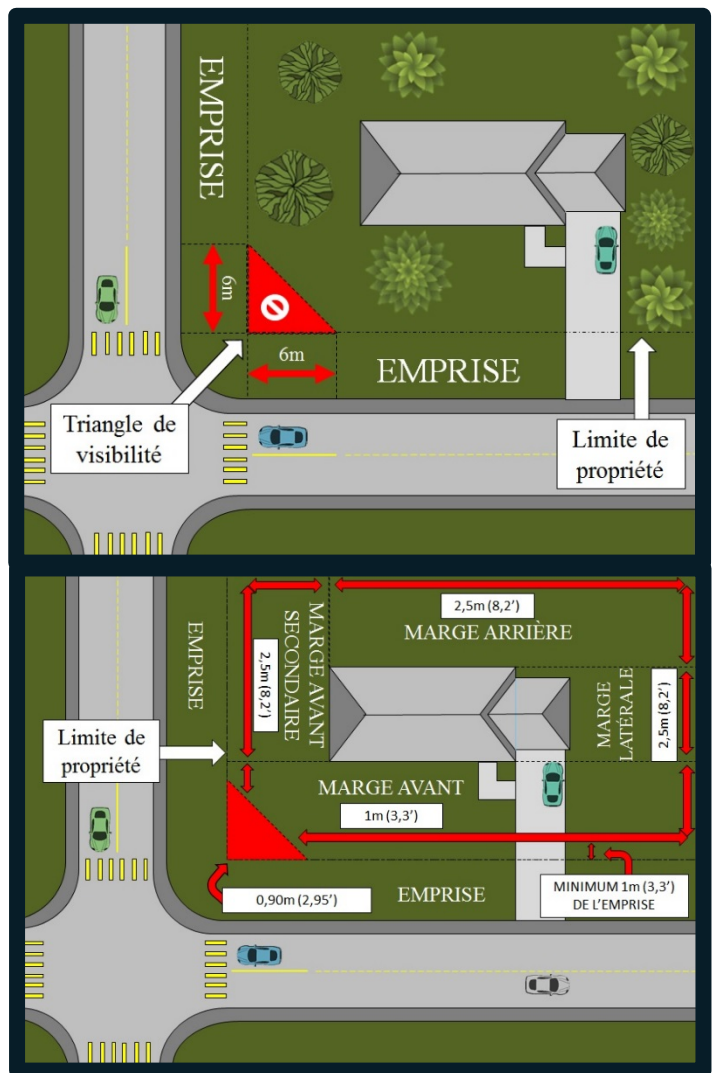 EMPRISE
6m
6m
EMPRISE
Triangle de
visibilité
Limite de
propriété
2,5m (8,2')
MARGE ARRIÈRE
MARGE AVANT
SECONDAIRE
EMPRISE
2,5m (8,2')
MARGE
LATÉRALE
2,5m (8,2')
Limite de
propriété
MARGE AVANT
1m (3,3')
0,90m (2,95')
EMPRISE
MINIMUM 1m (3,3')
DE L'EMPRISE